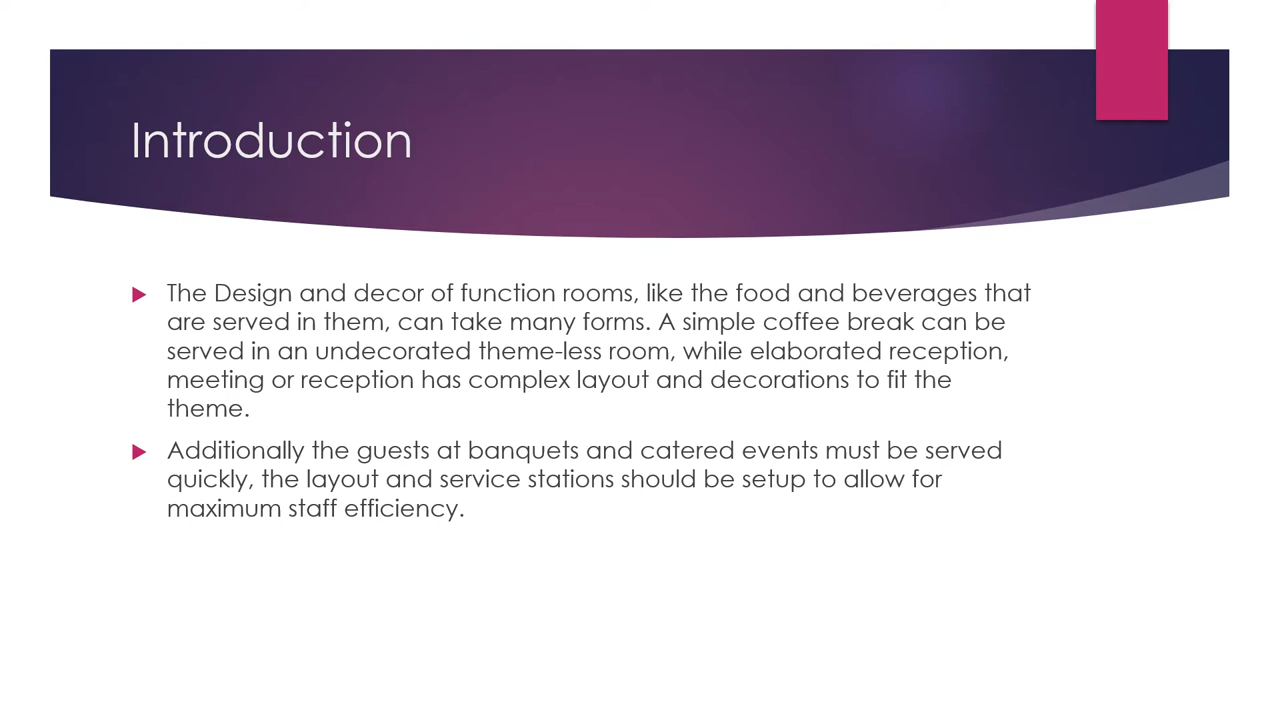 Introduction
The Design and decor of function rooms, like the food and beverages that
are served in them, can take many forms. A simple coffee break can be
served in an undecorated theme-less room, while elaborated reception,
meeting or reception has complex layout and decorations to fit the
theme.
Additionally the guests at banquets and catered events must be served
quickly, the layout and service stations should be setup to allow for
maximum staff efficiency.